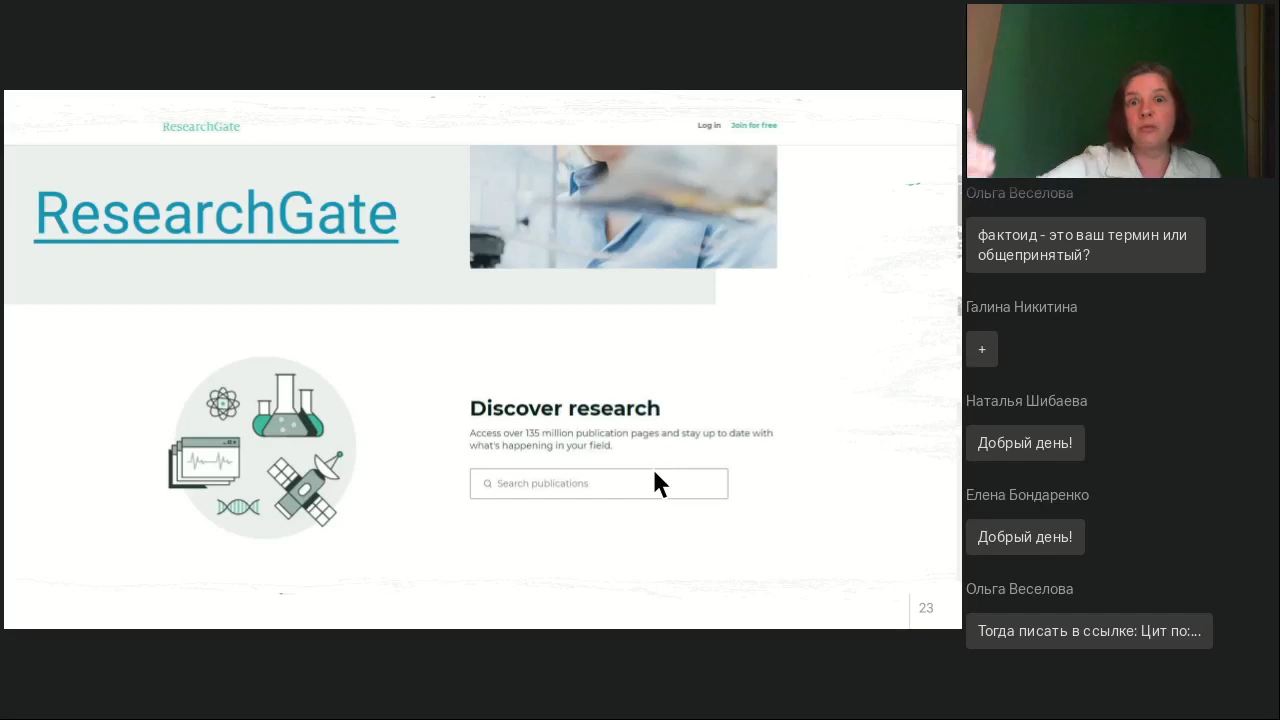 ResearchGate
Log in
Join for free
ResearchGate
Discover research
Access over 135 million publication pages and stay up to date with
what's happening in your field.
Search publications
23
Ольга Веселова
фактоид - это ваш термин или
общепринятый?
Галина Никитина
+
Наталья Шибаева
Добрый день!
Елена Бондаренко
Добрый день!
Ольга Веселова
Тогда писать в ссылке: Цит по:...